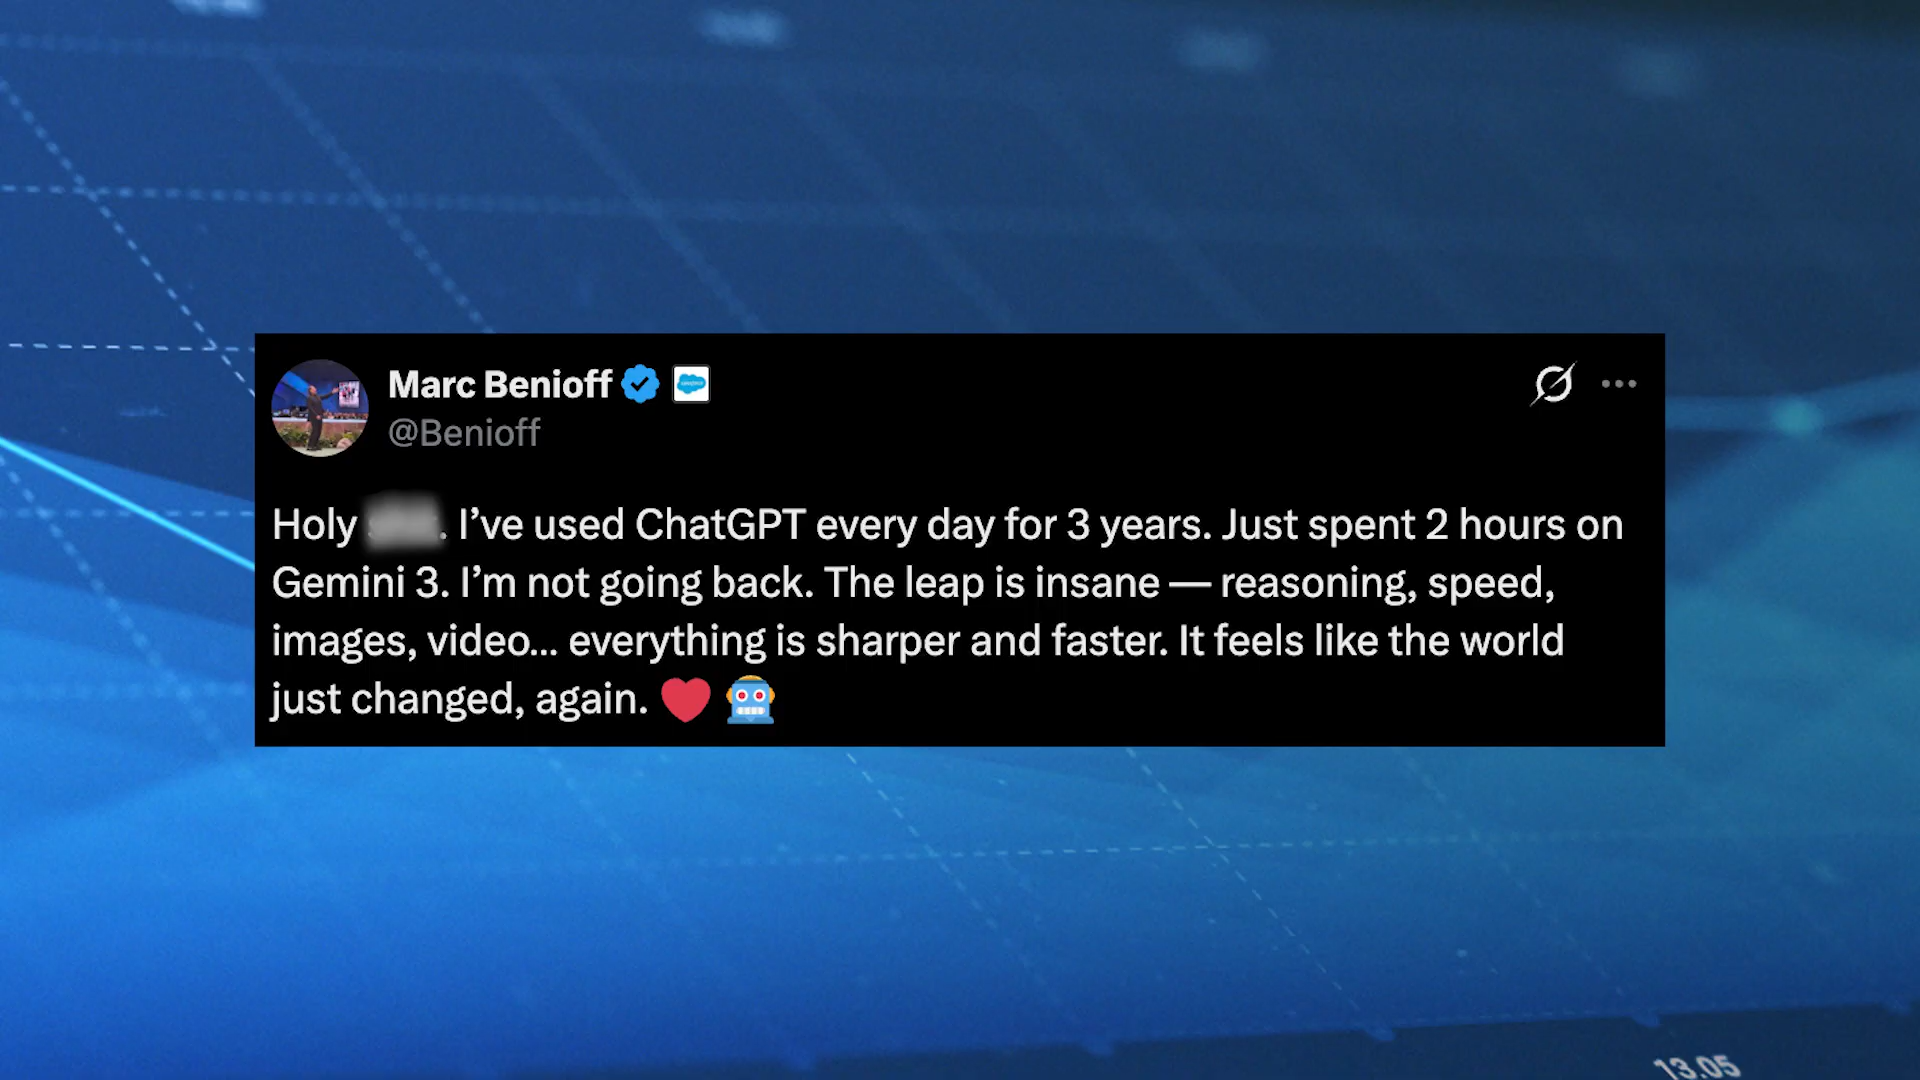 Marc Benioff
@Benioff
Holy . I’ve used ChatGPT every day for 3 years. Just spent 2 hours on
Gemini 3. I’m not going back. The leap is insane — reasoning, speed,
images, video... everything is sharper and faster. It feels like the world
just changed, again. ❤️ 🤖
13.05